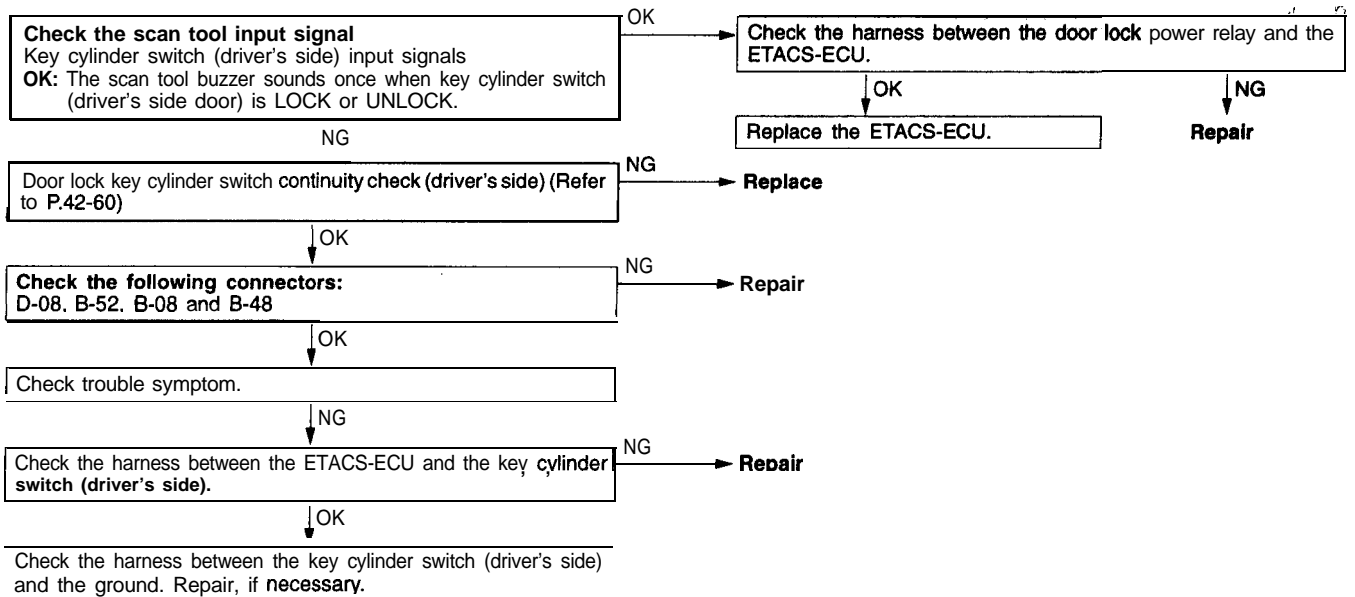 Check the scan tool input signal
Key cylinder switch (driver's side) input signals
OK: The scan tool buzzer sounds once when key cylinder switch
(driver's side door) is LOCK or UNLOCK.
OK
Check the harness between the door lock power relay and the
ETACS-ECU.
OK
NG
Replace the ETACS-ECU.
Repair
NG
Door lock key cylinder switch continuity check (driver's side) (Refer
to P.42-60)
NG
Replace
OK
Check the following connectors:
D-08, B-52, B-08 and B-48
NG
Repair
OK
Check trouble symptom.
NG
Check the harness between the ETACS-ECU and the key cylinder
switch (driver's side).
NG
Repair
OK
Check the harness between the key cylinder switch (driver's side)
and the ground. Repair, if necessary.